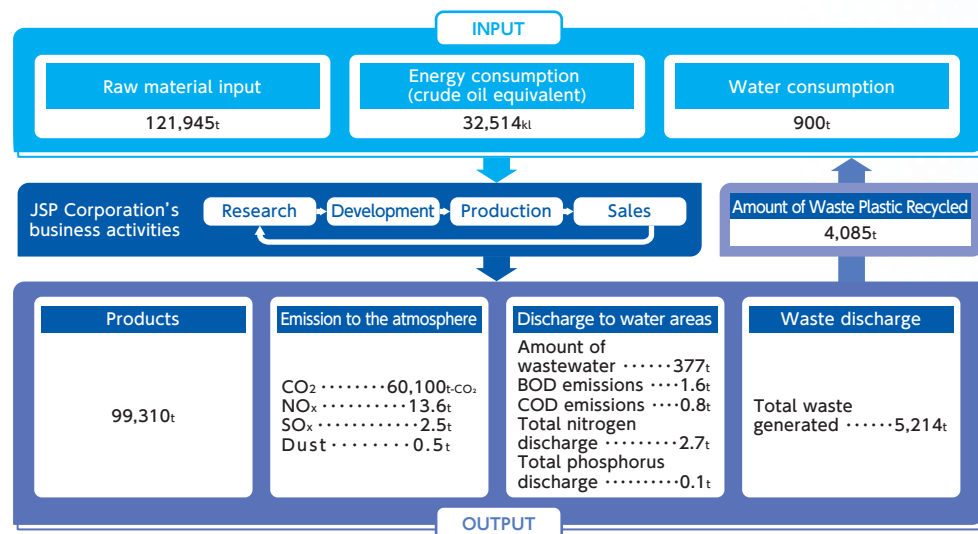 INPUT
Raw material input
121,945t
Energy consumption
(crude oil equivalent)
32,514kl
Water consumption
900t
JSP Corporation's
business activities
Research
Development
Production
Sales
Amount of Waste Plastic Recycled
4,085t
Products
99,310t
Emission to the atmosphere
CO₂ ········60,100t-CO₂
NOx ··········13.6t
SOx ············2.5t
Dust ········0.5t
Discharge to water areas
Amount of
wastewater ······377t
BOD emissions ····1.6t
COD emissions ····0.8t
Total nitrogen
discharge ·········2.7t
Total phosphorus
discharge ·········0.1t
Waste discharge
Total waste
generated ······5,214t
OUTPUT